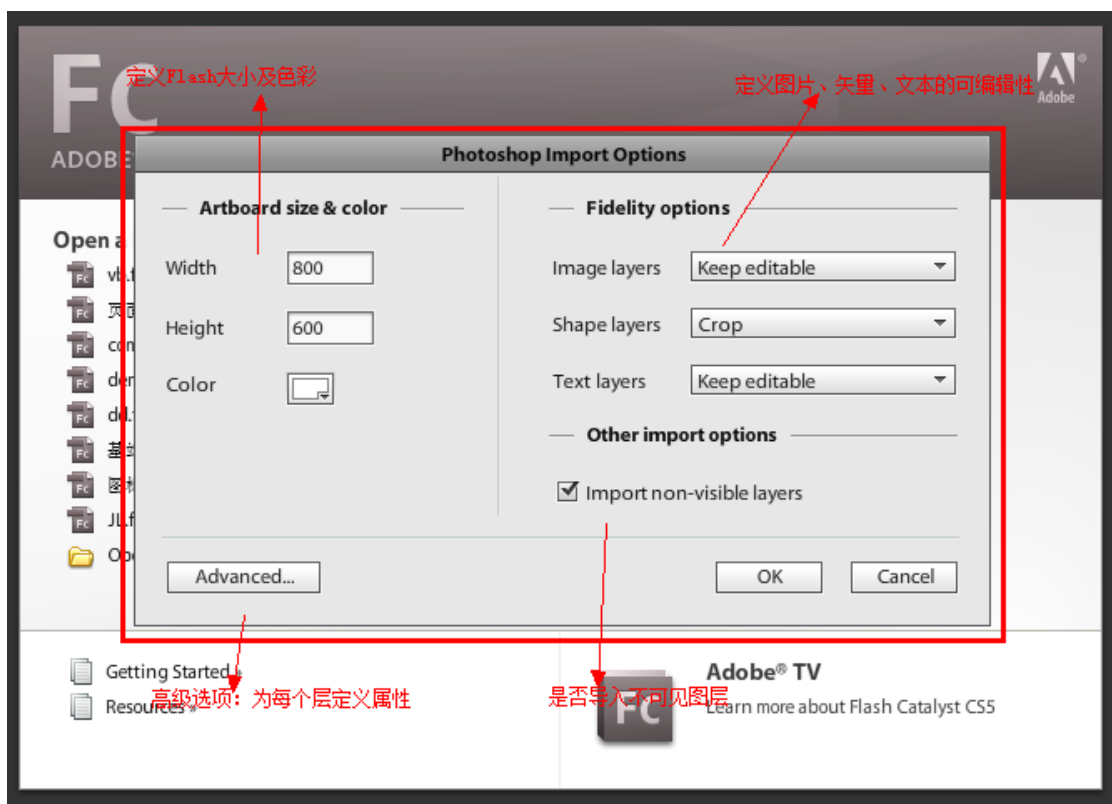 Fc
定义Flash大小及色彩
定义图片、矢量、文本的可编辑性
Adobe
ADOBE
Photoshop Import Options
Artboard size & color
Fidelity options
Open a
Width 800
Image layers Keep editable
Height 600
Shape layers Crop
Color
Text layers Keep editable
Other import options
Import non-visible layers
Advanced...
OK
Cancel
Getting Started
Adobe® TV
高级选项：为每个层定义属性
是否导入不可见图层
Resources
Fc
Learn more about Flash Catalyst CS5